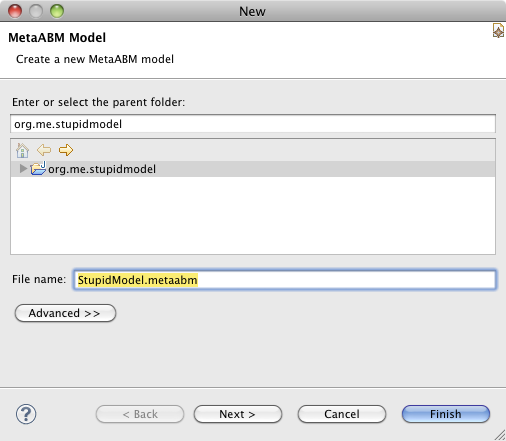 New
MetaABM Model
Create a new MetaABM model
Enter or select the parent folder:
org.me.stupidmodel
org.me.stupidmodel
File name: StupidModel.metaabm
Advanced >>
? < Back Next > Cancel Finish